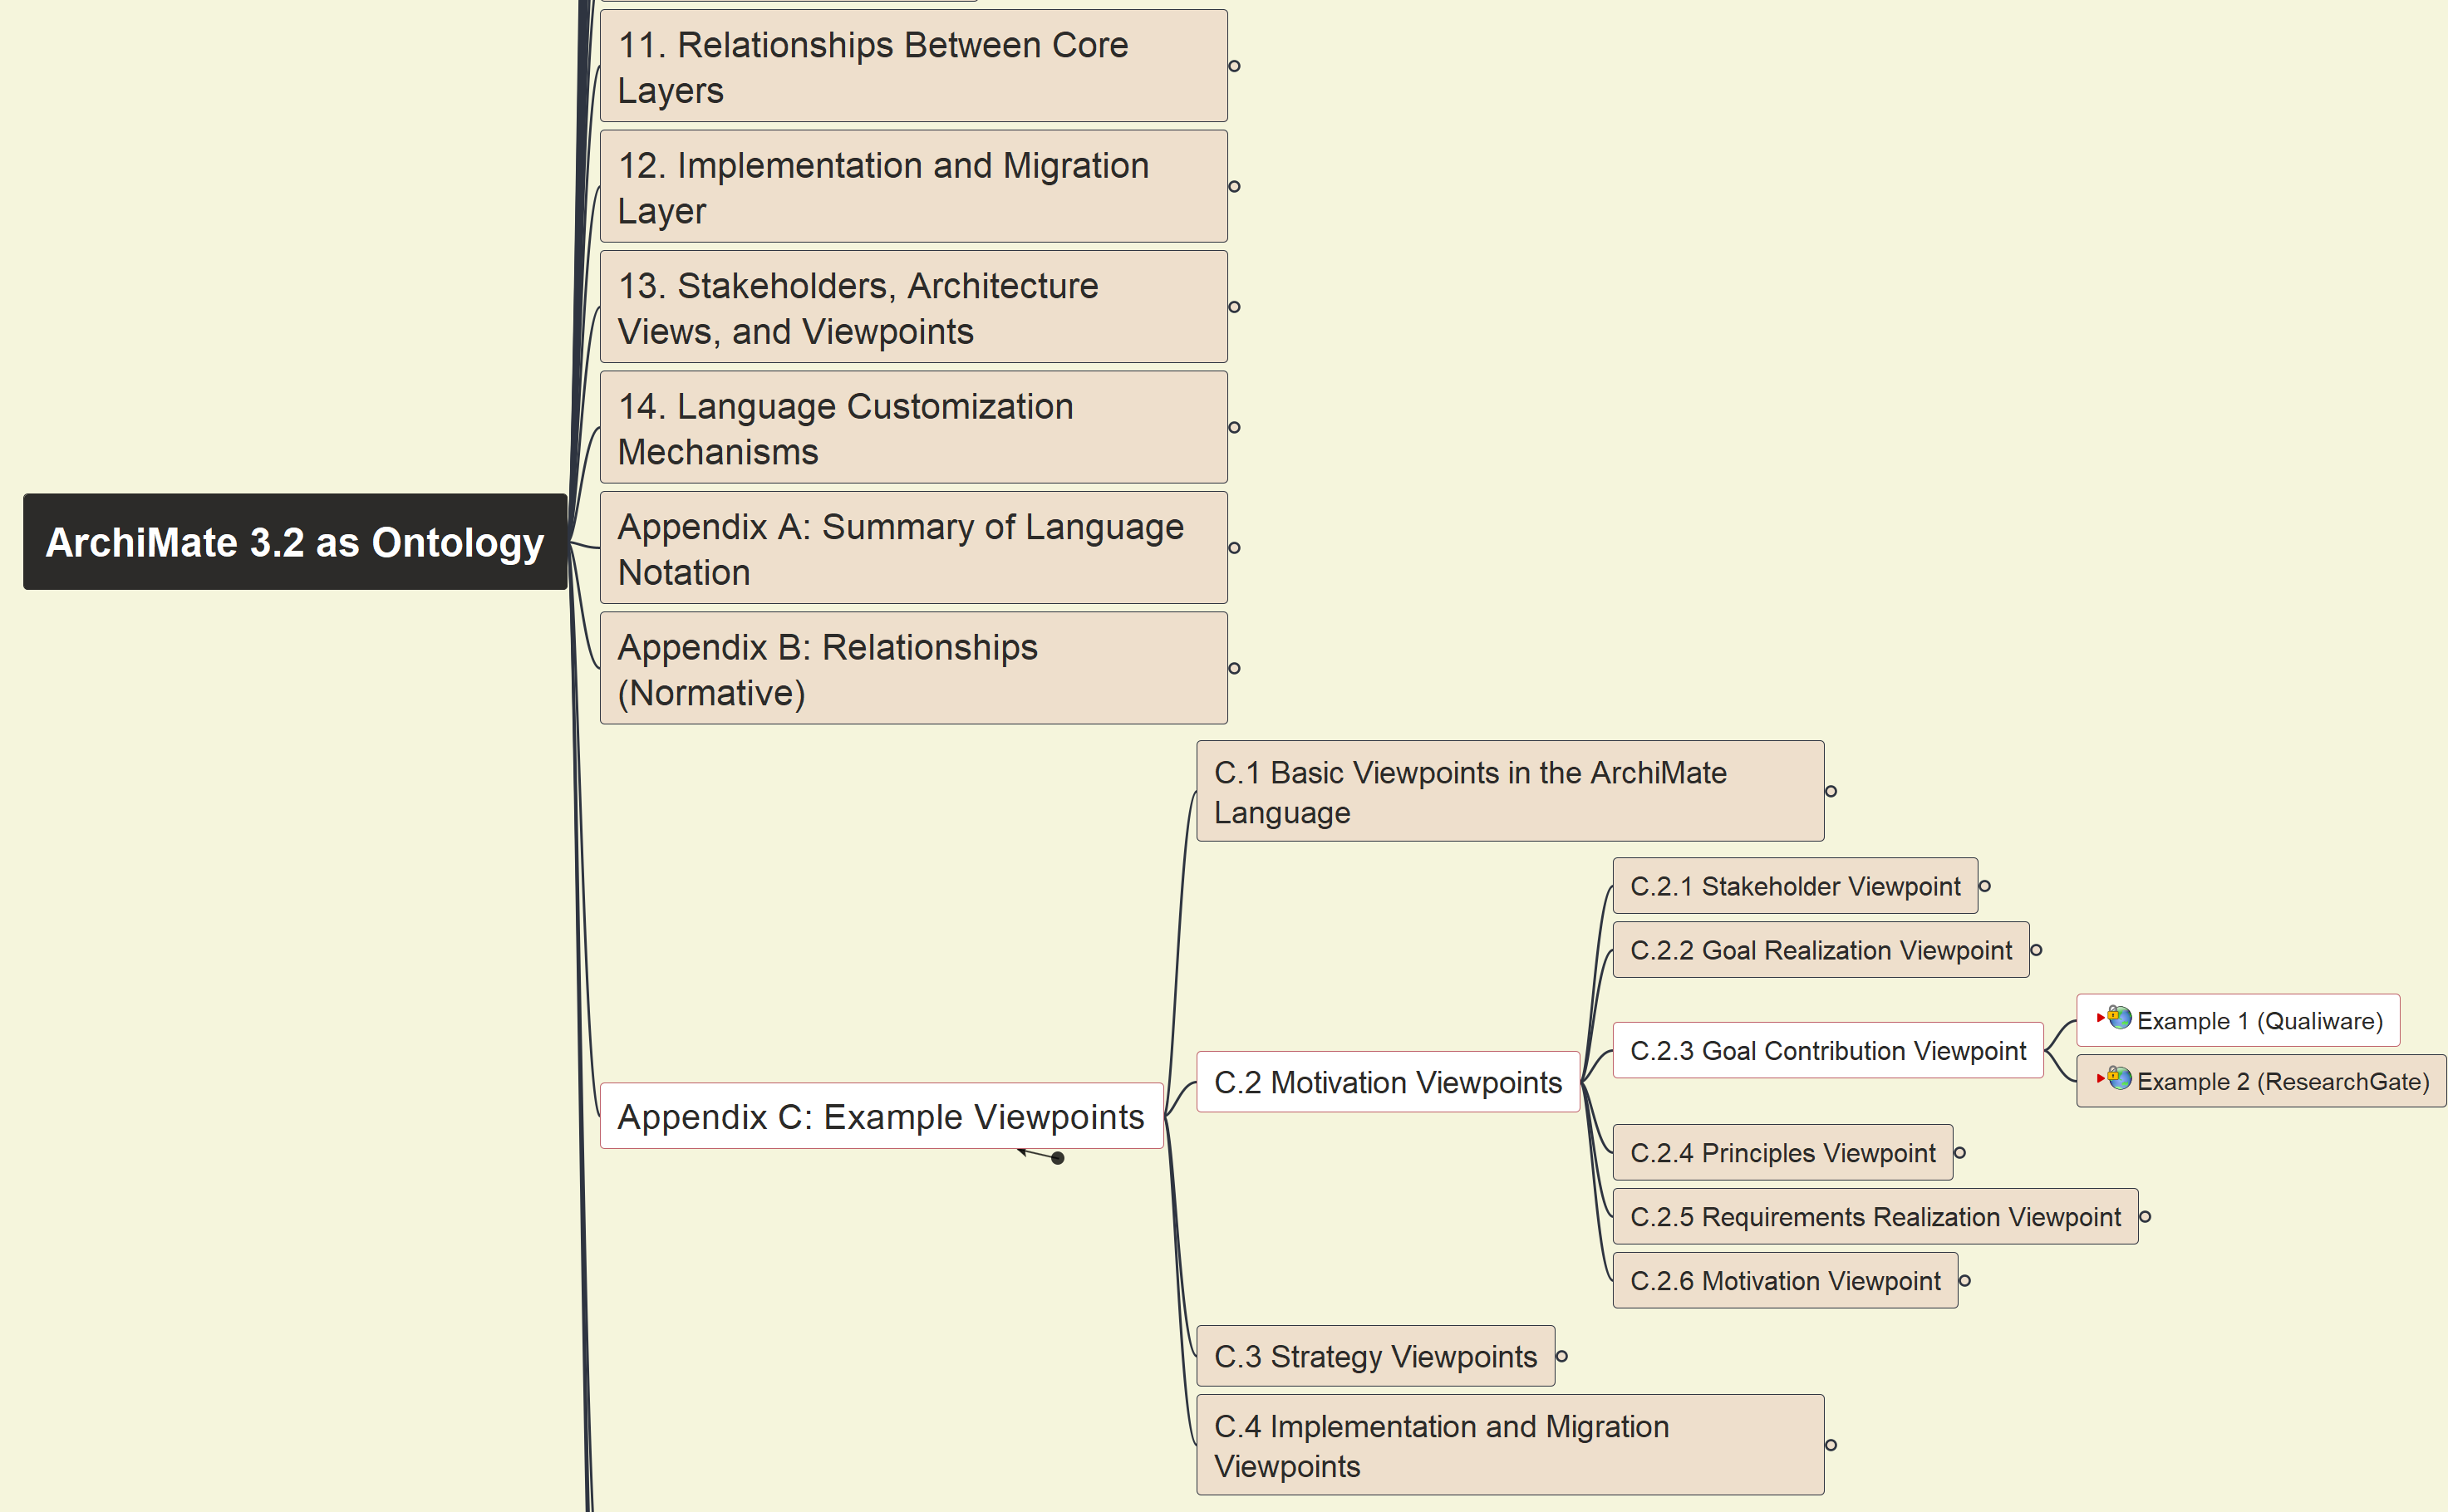 11. Relationships Between Core
Layers
12. Implementation and Migration
Layer
13. Stakeholders, Architecture
Views, and Viewpoints
14. Language Customization
Mechanisms
ArchiMate 3.2 as Ontology
Appendix A: Summary of Language
Notation
Appendix B: Relationships
(Normative)
Appendix C: Example Viewpoints
C.1 Basic Viewpoints in the ArchiMate
Language
C.2 Motivation Viewpoints
C.2.1 Stakeholder Viewpoint
C.2.2 Goal Realization Viewpoint
C.2.3 Goal Contribution Viewpoint
Example 1 (Qualiware)
Example 2 (ResearchGate)
C.2.4 Principles Viewpoint
C.2.5 Requirements Realization Viewpoint
C.2.6 Motivation Viewpoint
C.3 Strategy Viewpoints
C.4 Implementation and Migration
Viewpoints